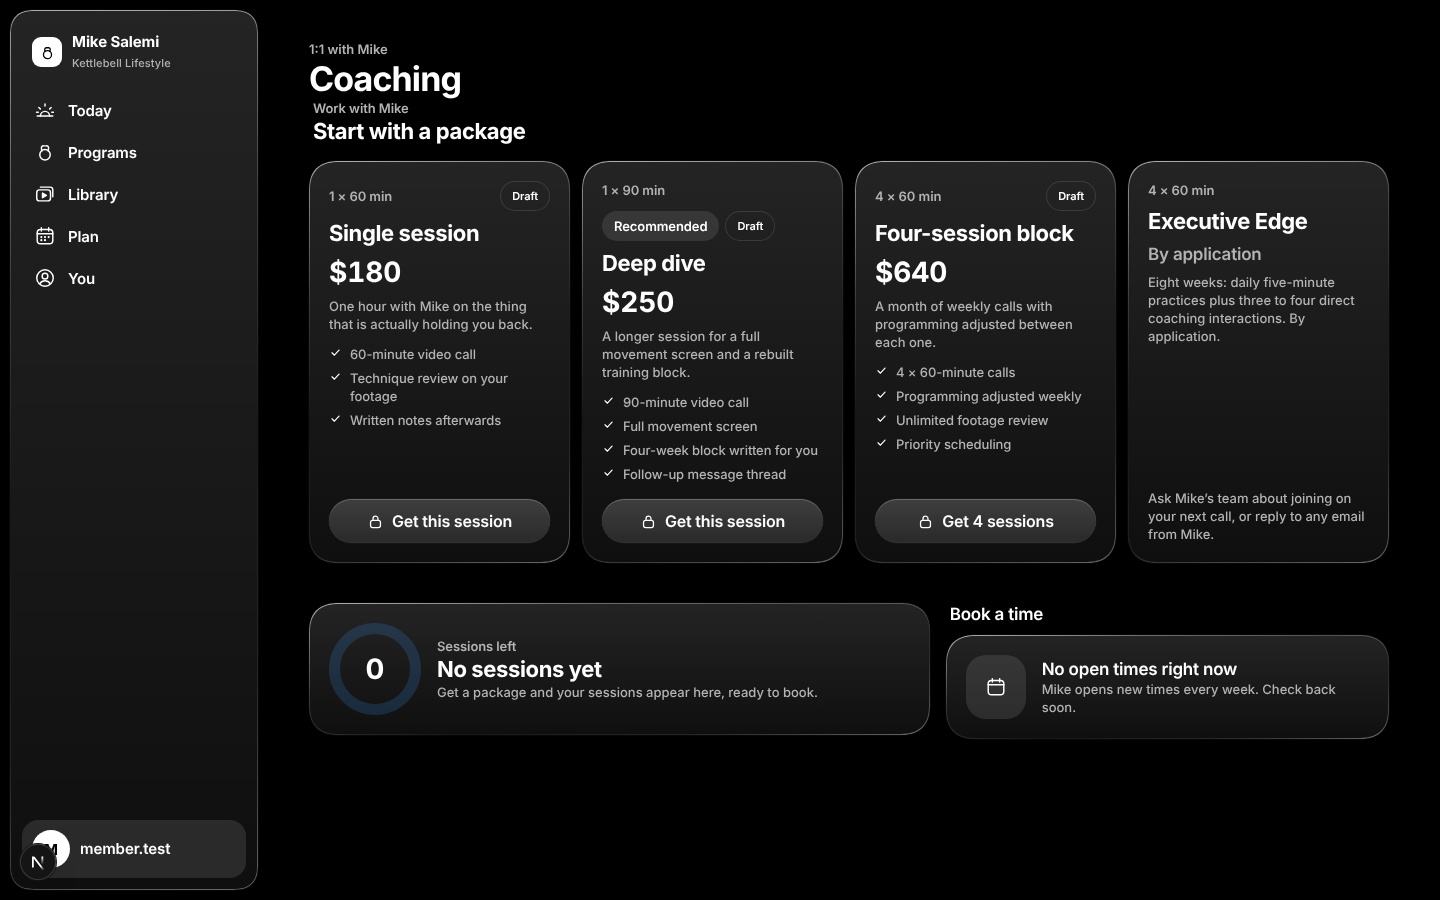 Mike Salemi
Kettlebell Lifestyle
Today
Programs
Library
Plan
You
member.test
N
1:1 with Mike
Coaching
Work with Mike
Start with a package
1 × 60 min
Draft
Single session
$180
One hour with Mike on the thing
that is actually holding you back.
60-minute video call
Technique review on your
footage
Written notes afterwards
Get this session
1 × 90 min
Recommended
Draft
Deep dive
$250
A longer session for a full
movement screen and a rebuilt
training block.
90-minute video call
Full movement screen
Four-week block written for you
Follow-up message thread
Get this session
4 × 60 min
Draft
Four-session block
$640
A month of weekly calls with
programming adjusted between
each one.
4 × 60-minute calls
Programming adjusted weekly
Unlimited footage review
Priority scheduling
Get 4 sessions
4 × 60 min
Executive Edge
By application
Eight weeks: daily five-minute
practices plus three to four direct
coaching interactions. By
application.
Ask Mike’s team about joining on
your next call, or reply to any email
from Mike.
0
Sessions left
No sessions yet
Get a package and your sessions appear here, ready to book.
Book a time
No open times right now
Mike opens new times every week. Check back
soon.